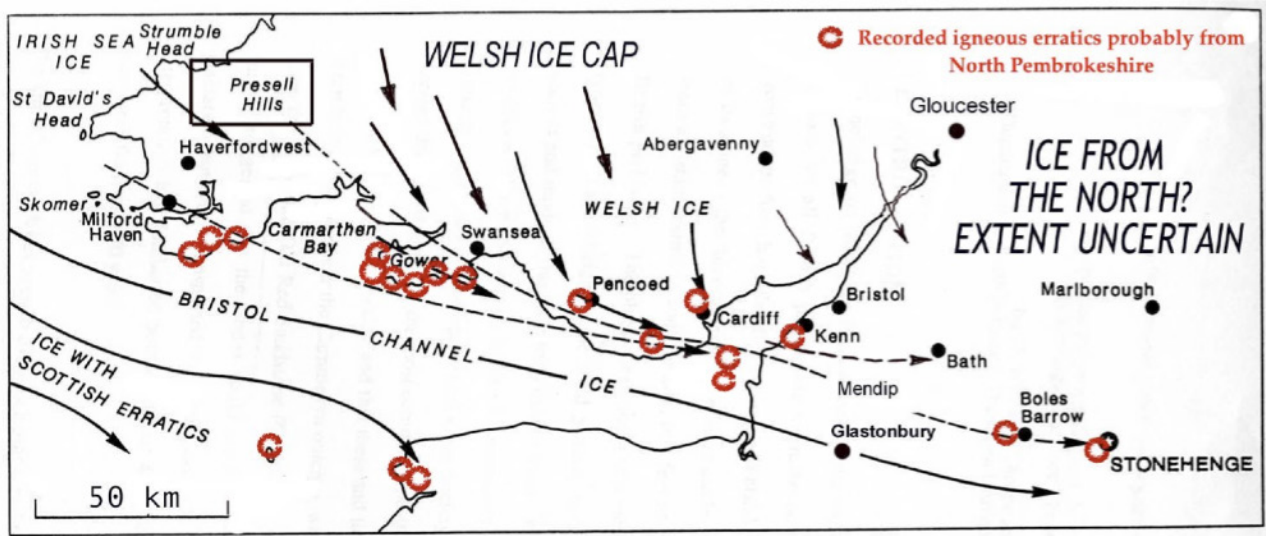 IRISH SEA
ICE
Strumble
Head
WELSH ICE CAP
Recorded igneous erratics probably from
North Pembrokeshire
Preseli
Hills
St David's
Head
Haverfordwest
Gloucester
Abergavenny
ICE FROM
THE NORTH?
EXTENT UNCERTAIN
Skomer
Milford
Haven
Carmarthen
Bay
Gower
Swansea
WELSH ICE
Pencoed
Cardiff
Bristol
Kenn
Marlborough
Bath
BRISTOL CHANNEL ICE
Mendip
ICE WITH
SCOTTISH ERRATICS
Boles
Barrow
Glastonbury
STONEHENGE
50 km